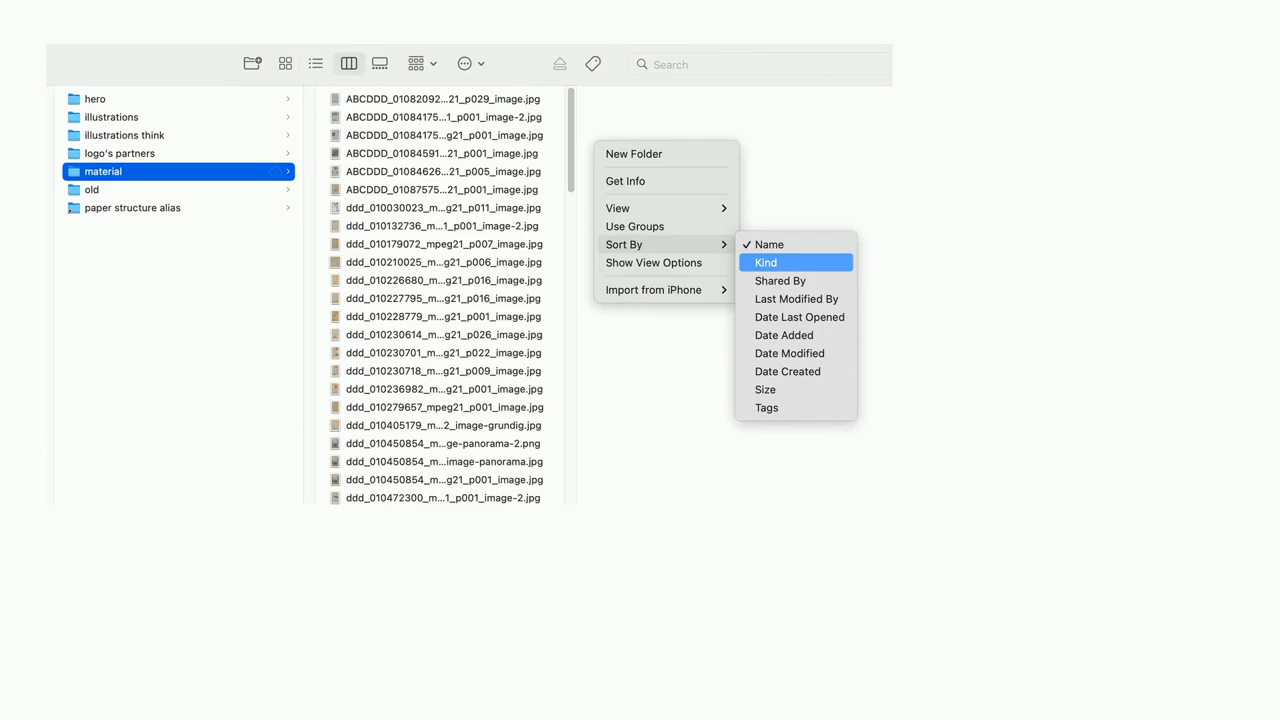 Search
hero
illustrations
illustrations think
logo's partners
material
old
paper structure alias
ABCDDD_01082092...21_p029_image.jpg
ABCDDD_01084175...1_p001_image-2.jpg
ABCDDD_01084175...g21_p001_image.jpg
ABCDDD_01084591...21_p001_image.jpg
ABCDDD_01084626...21_p005_image.jpg
ABCDDD_01087575...21_p001_image.jpg
ddd_010030023_m...g21_p011_image.jpg
ddd_010132736_m...1_p001_image-2.jpg
ddd_010179072_mpeg21_p007_image.jpg
ddd_010210025_m...g21_p006_image.jpg
ddd_010226680_m...g21_p016_image.jpg
ddd_010227795_m...g21_p016_image.jpg
ddd_010228779_m...g21_p001_image.jpg
ddd_010230614_m...g21_p026_image.jpg
ddd_010230701_m...g21_p022_image.jpg
ddd_010230718_m...g21_p009_image.jpg
ddd_010236982_m...g21_p001_image.jpg
ddd_010279657_mpeg21_p001_image.jpg
ddd_010405179_m...2_image-grundig.jpg
ddd_010450854_m...ge-panorama-2.png
ddd_010450854_m...image-panorama.jpg
ddd_010450854_m...g21_p001_image.jpg
ddd_010472300_m...1_p001_image-2.jpg
New Folder
Get Info
View
Use Groups
Sort By
Show View Options
Import from iPhone
Name
Kind
Shared By
Last Modified By
Date Last Opened
Date Added
Date Modified
Date Created
Size
Tags